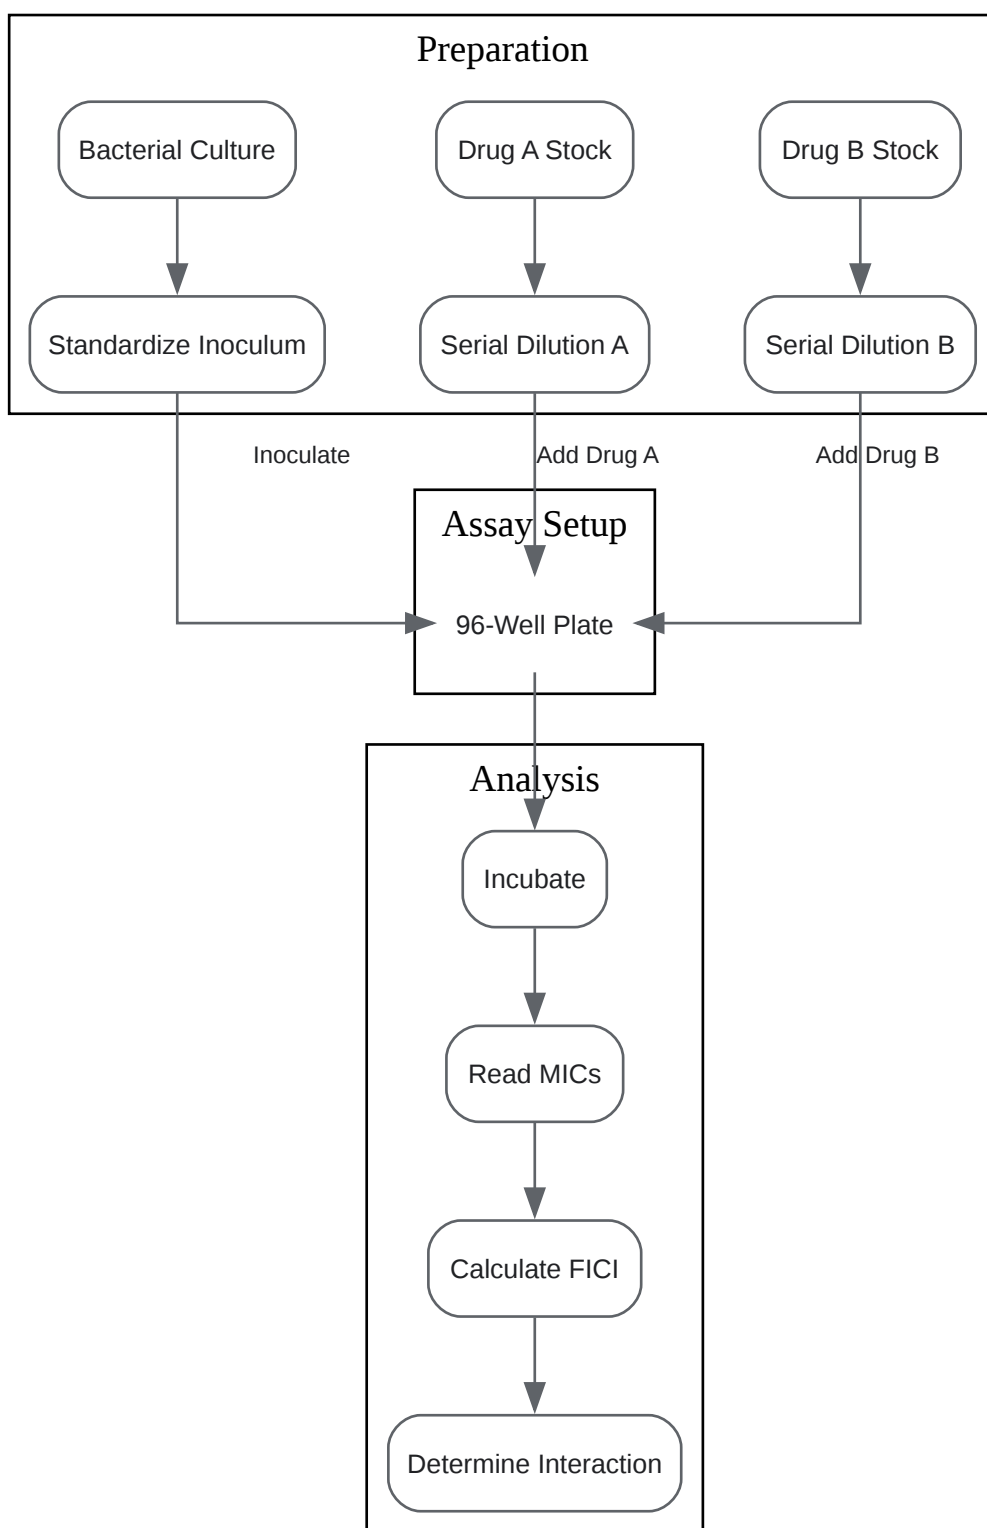 Preparation
Bacterial Culture
Drug A Stock
Drug B Stock
Standardize Inoculum
Serial Dilution A
Serial Dilution B
Inoculate
Add Drug A
Add Drug B
Assay Setup
96-Well Plate
Analysis
Incubate
Read MICs
Calculate FICI
Determine Interaction